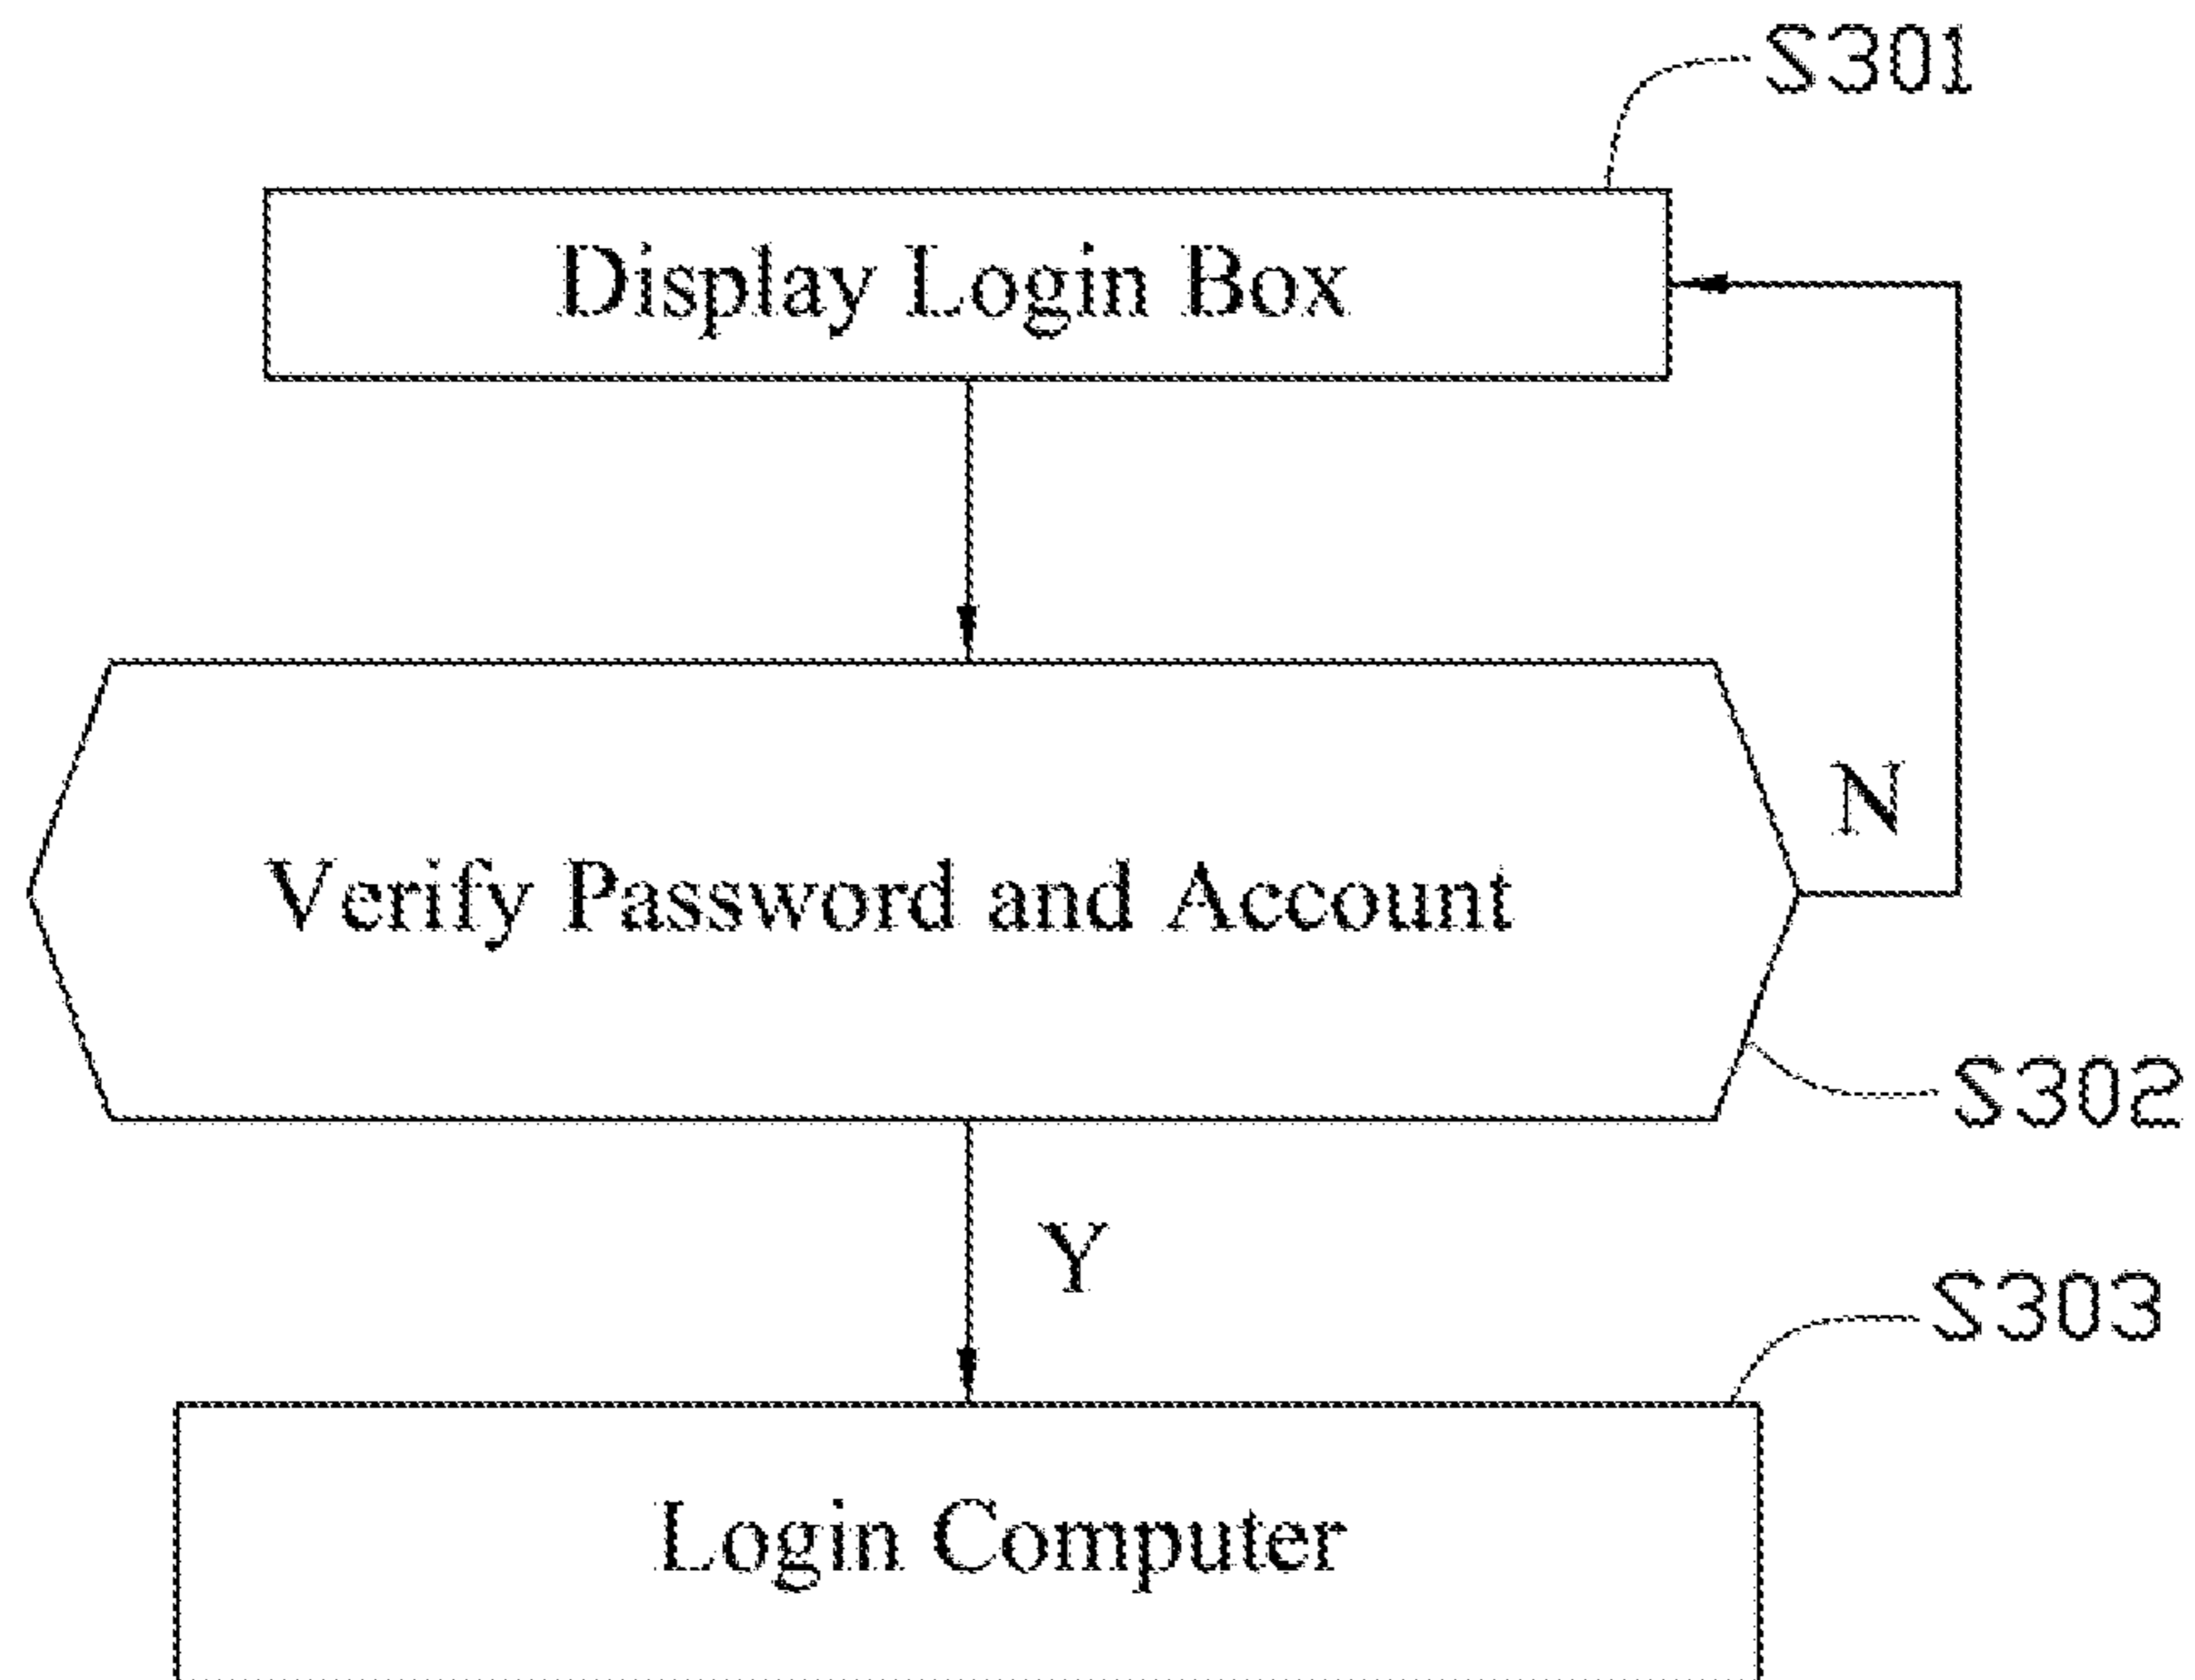 S301
Display Login Box
N
Verify Password and Account
S302
Y
S303
Login Computer